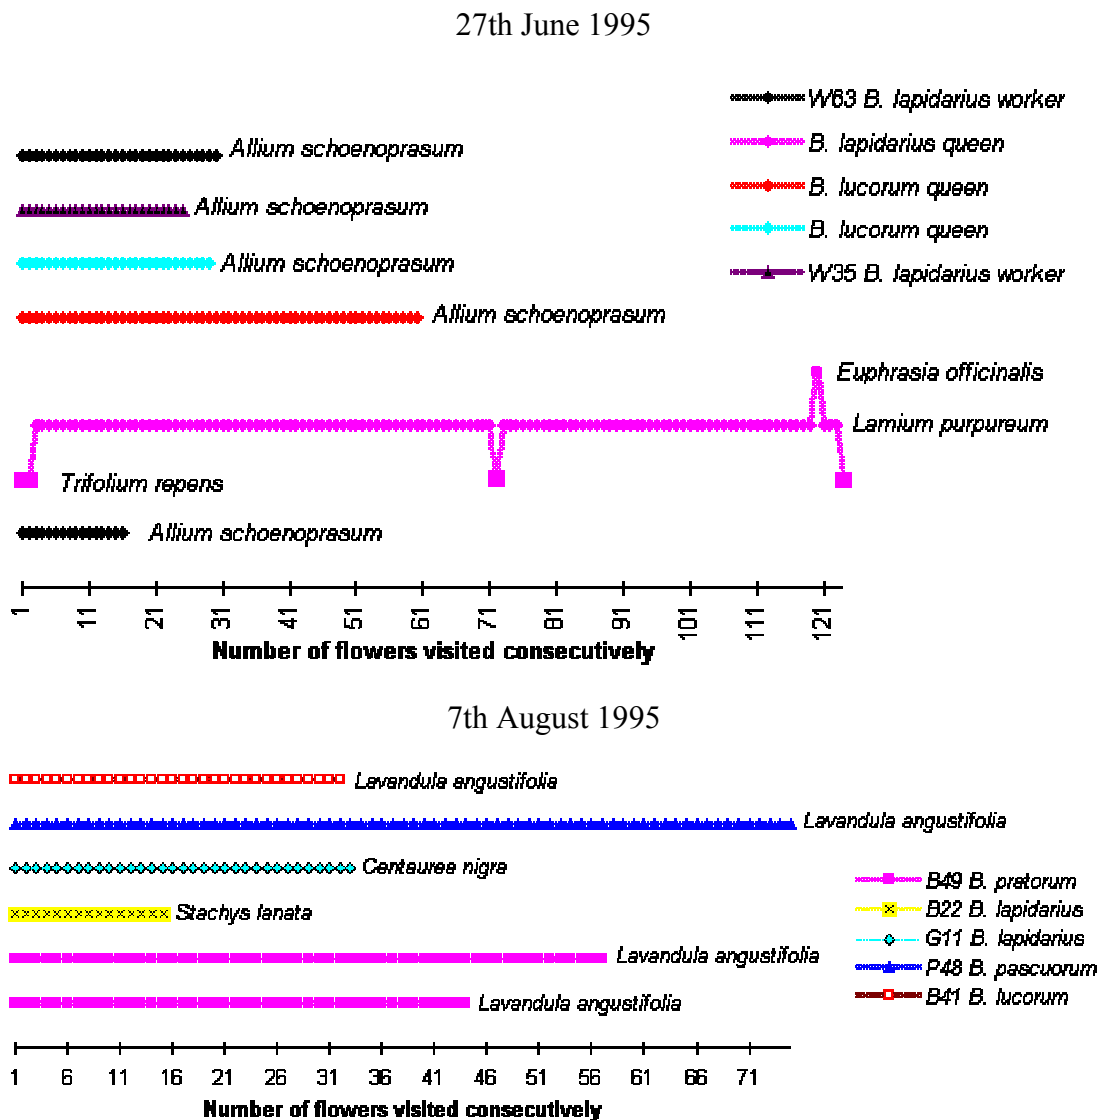 27th June 1995
W63 B. lapidarius worker
B. lapidarius queen
B. lucorum queen
B. lucorum queen
W35 B. lapidarius worker
Allium schoenoprasum
Allium schoenoprasum
Allium schoenoprasum
Allium schoenoprasum
Euphrasia officinalis
Lamium purpureum
Trifolium repens
Allium schoenoprasum
1 11 21 31 41 51 61 71 81 91 101 111 121
Number of flowers visited consecutively
7th August 1995
Lavandula angustifolia
Lavandula angustifolia
Centaurea nigra
Stachys lanata
Lavandula angustifolia
Lavandula angustifolia
B49 B. pratorum
B22 B. lapidarius
G11 B. lapidarius
P48 B. pascuorum
B41 B. lucorum
1 6 11 16 21 26 31 36 41 46 51 56 61 66 71
Number of flowers visited consecutively